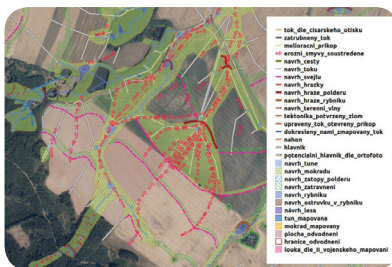 tok_dle_cisarskeho_otisku
zatrubneny_tok
melioracni_prikop
erozni_smyvy_soustredene
navrh_cesty
navrh_toku
navrh_svejlu
navrh_hrazky
navrh_hraze_polderu
navrh_hraze_rybniku
navrh_terenni_vlny
tektonika_potvrzeny_zlom
upraveny_tok_otevreny_prikop
dokresleny_nami_zmapovany_tok
nahon
hlavnik
potencialni_hlavnik_dle_ortofoto
navrh_tune
navrh_mokradu
navrh_zatopy_polderu
navrh_zatravneni
navrh_rybniku
navrh_ostruvku_v_rybniku
navrh_lesa
tun_mapovana
mokrad_mapovany
plocha_odvodneni
hranice_odvodneni
louka_dle_II_vojenskeho_mapovani